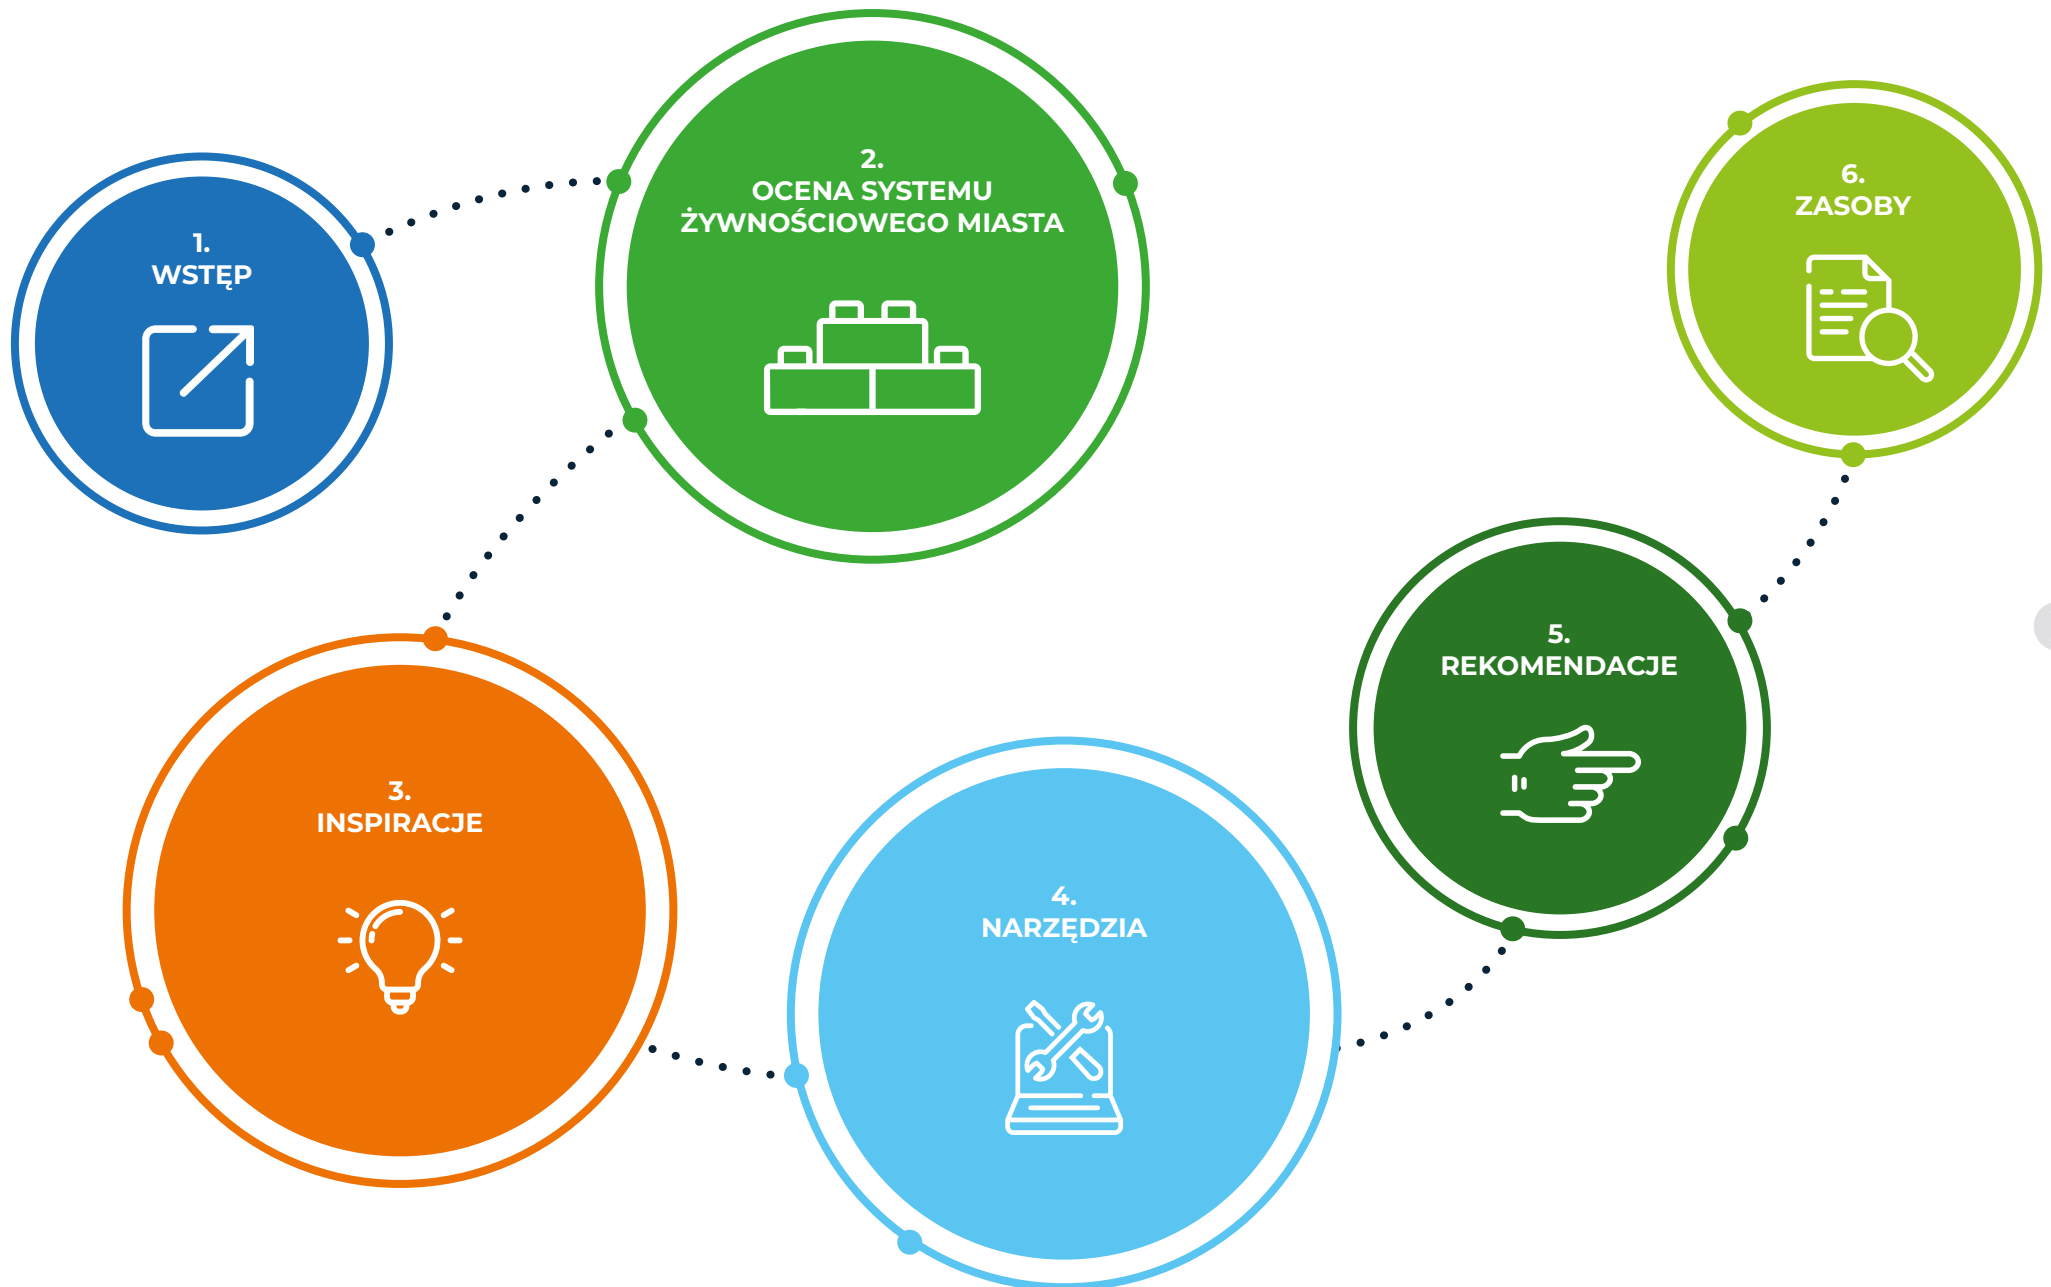 1.
WSTĘP
2.
OCENA SYSTEMU
ŻYWNOŚCIOWEGO MIASTA
3.
INSPIRACJE
4.
NARZĘDZIA
5.
REKOMENDACJE
6.
ZASOBY